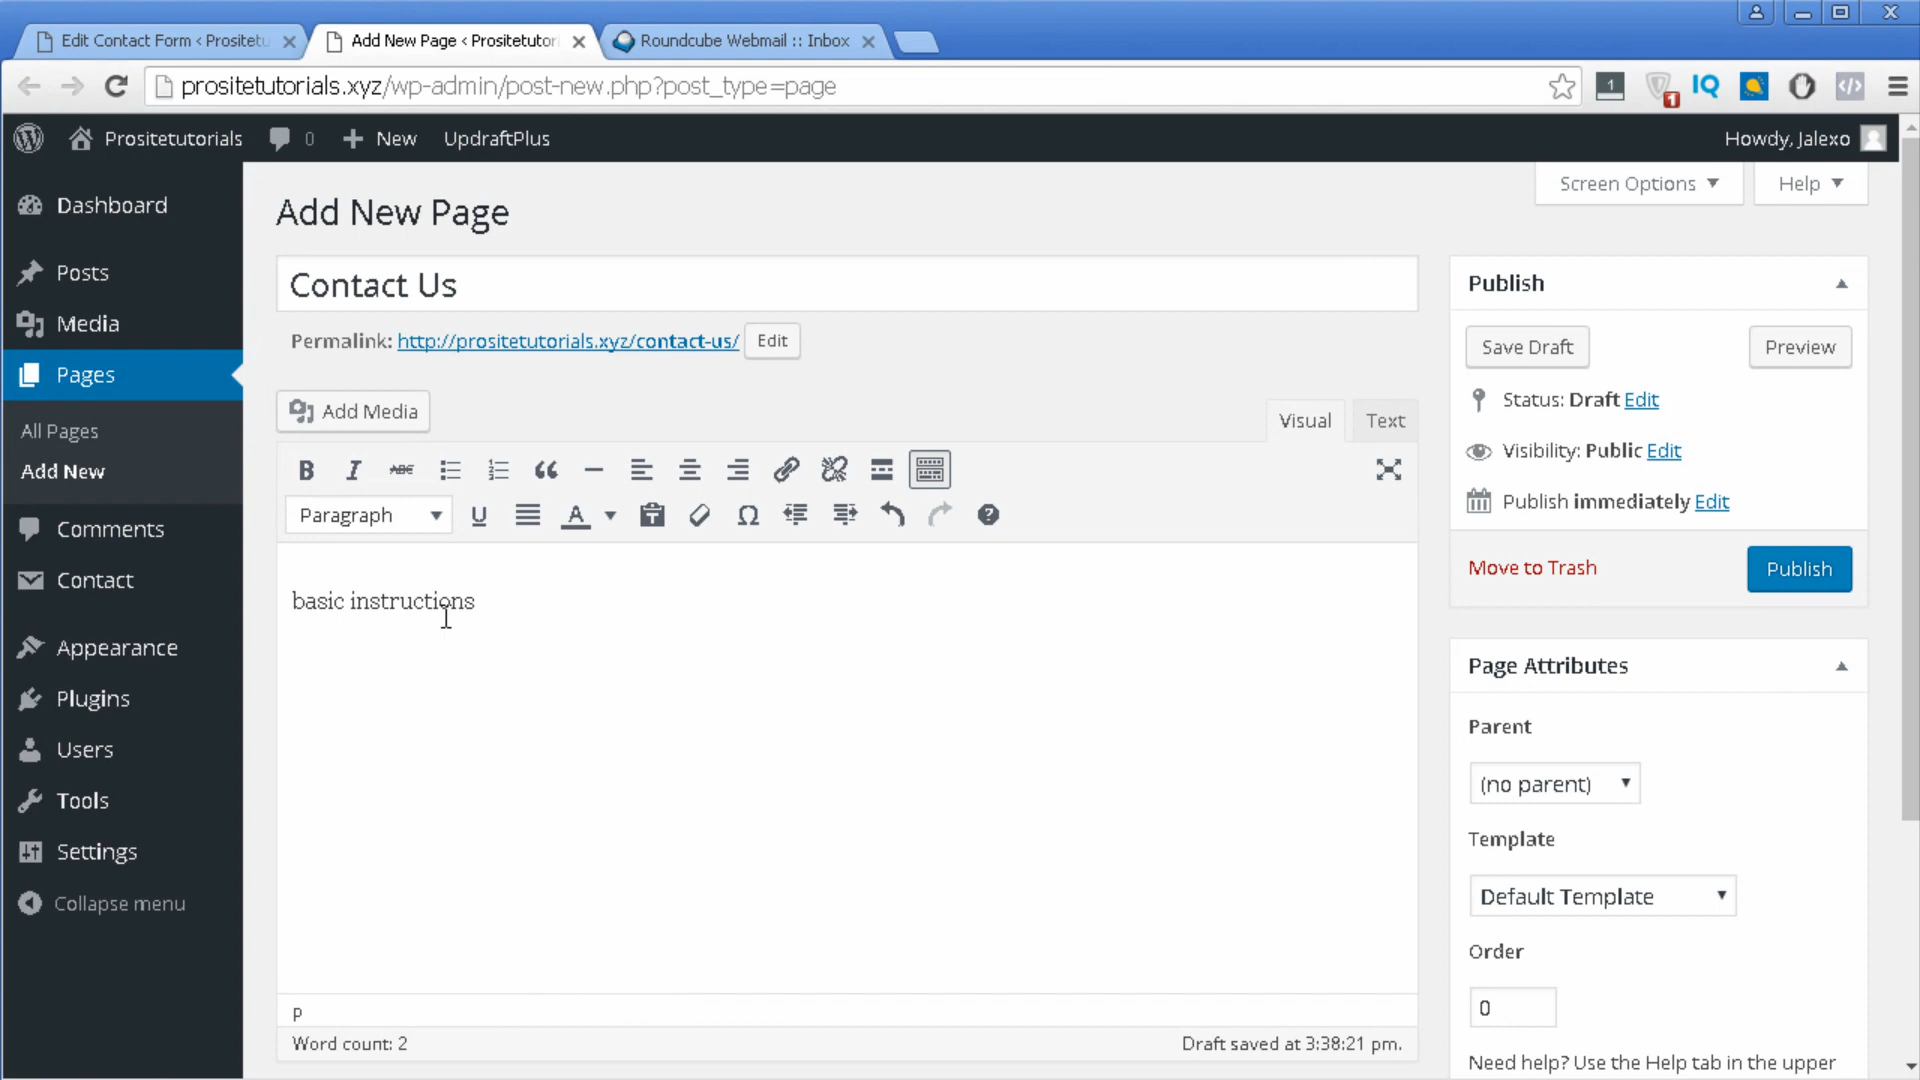 Edit Contact Form < Prositetu
Add New Page < Prositetutor
Roundcube Webmail :: Inbox
prositetutorials.xyz/wp-admin/post-new.php?post_type=page
1
1
IQ
Prositetutorials
0
New
UpdraftPlus
Howdy, Jalexo
Dashboard
Posts
Media
Pages
All Pages
Add New
Comments
Contact
Appearance
Plugins
Users
Tools
Settings
Collapse menu
Screen Options
Help
Add New Page
Contact Us
Permalink: http://prositetutorials.xyz/contact-us/ Edit
Add Media
Visual
Text
B I ABC
Paragraph
U
A
Ω
basic instructions
p
Word count: 2
Draft saved at 3:38:21 pm.
Publish
Save Draft
Preview
Status: Draft Edit
Visibility: Public Edit
Publish immediately Edit
Move to Trash
Publish
Page Attributes
Parent
(no parent)
Template
Default Template
Order
0
Need help? Use the Help tab in the upper